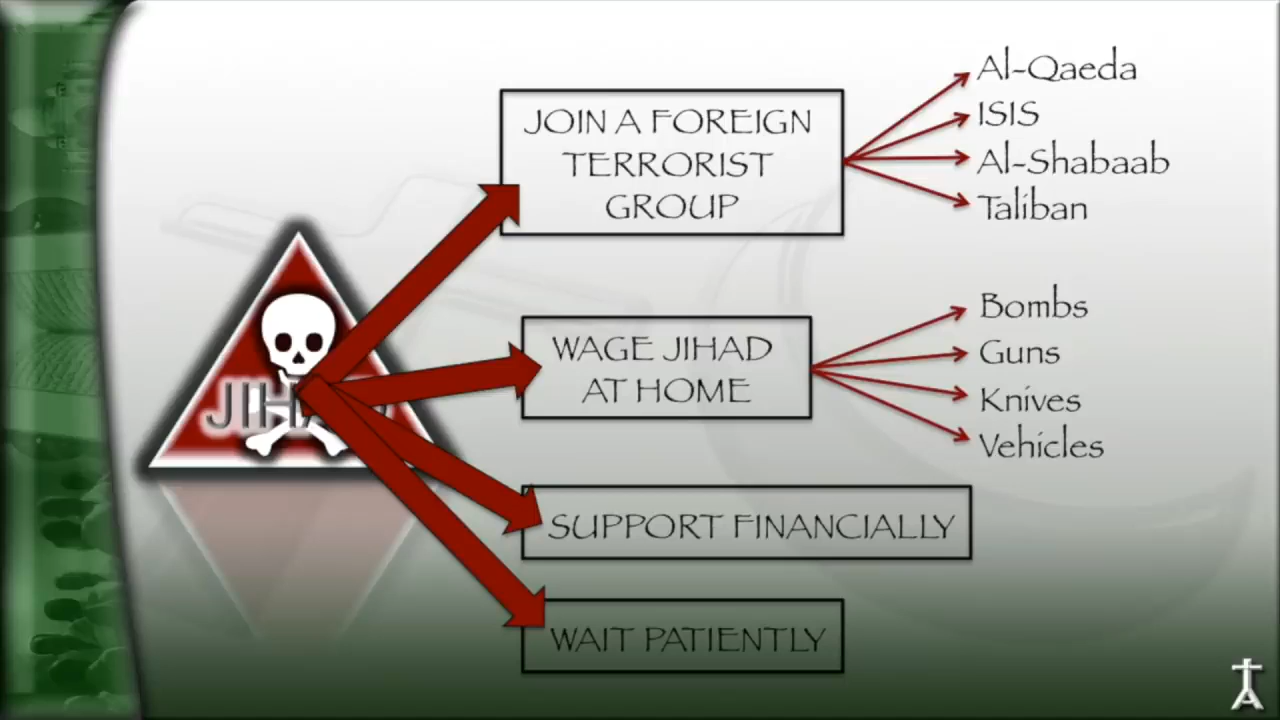 JIHAD
JOIN A FOREIGN
TERRORIST
GROUP
Al-Qaeda
ISIS
Al-Shabaab
Taliban
WAGE JIHAD
AT HOME
Bombs
Guns
Knives
Vehicles
SUPPORT FINANCIALLY
WAIT PATIENTLY